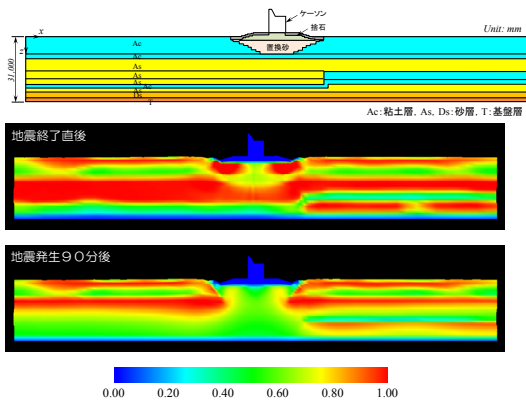 ケーソン
捨石
Unit: mm
x
Ac
置換砂
z
Ac
31,000
As
As
As
Ac
Ds
T
Ac:粘土層, As, Ds:砂層, T:基盤層
地震終了直後
地震発生90分後
0.00 0.20 0.40 0.60 0.80 1.00